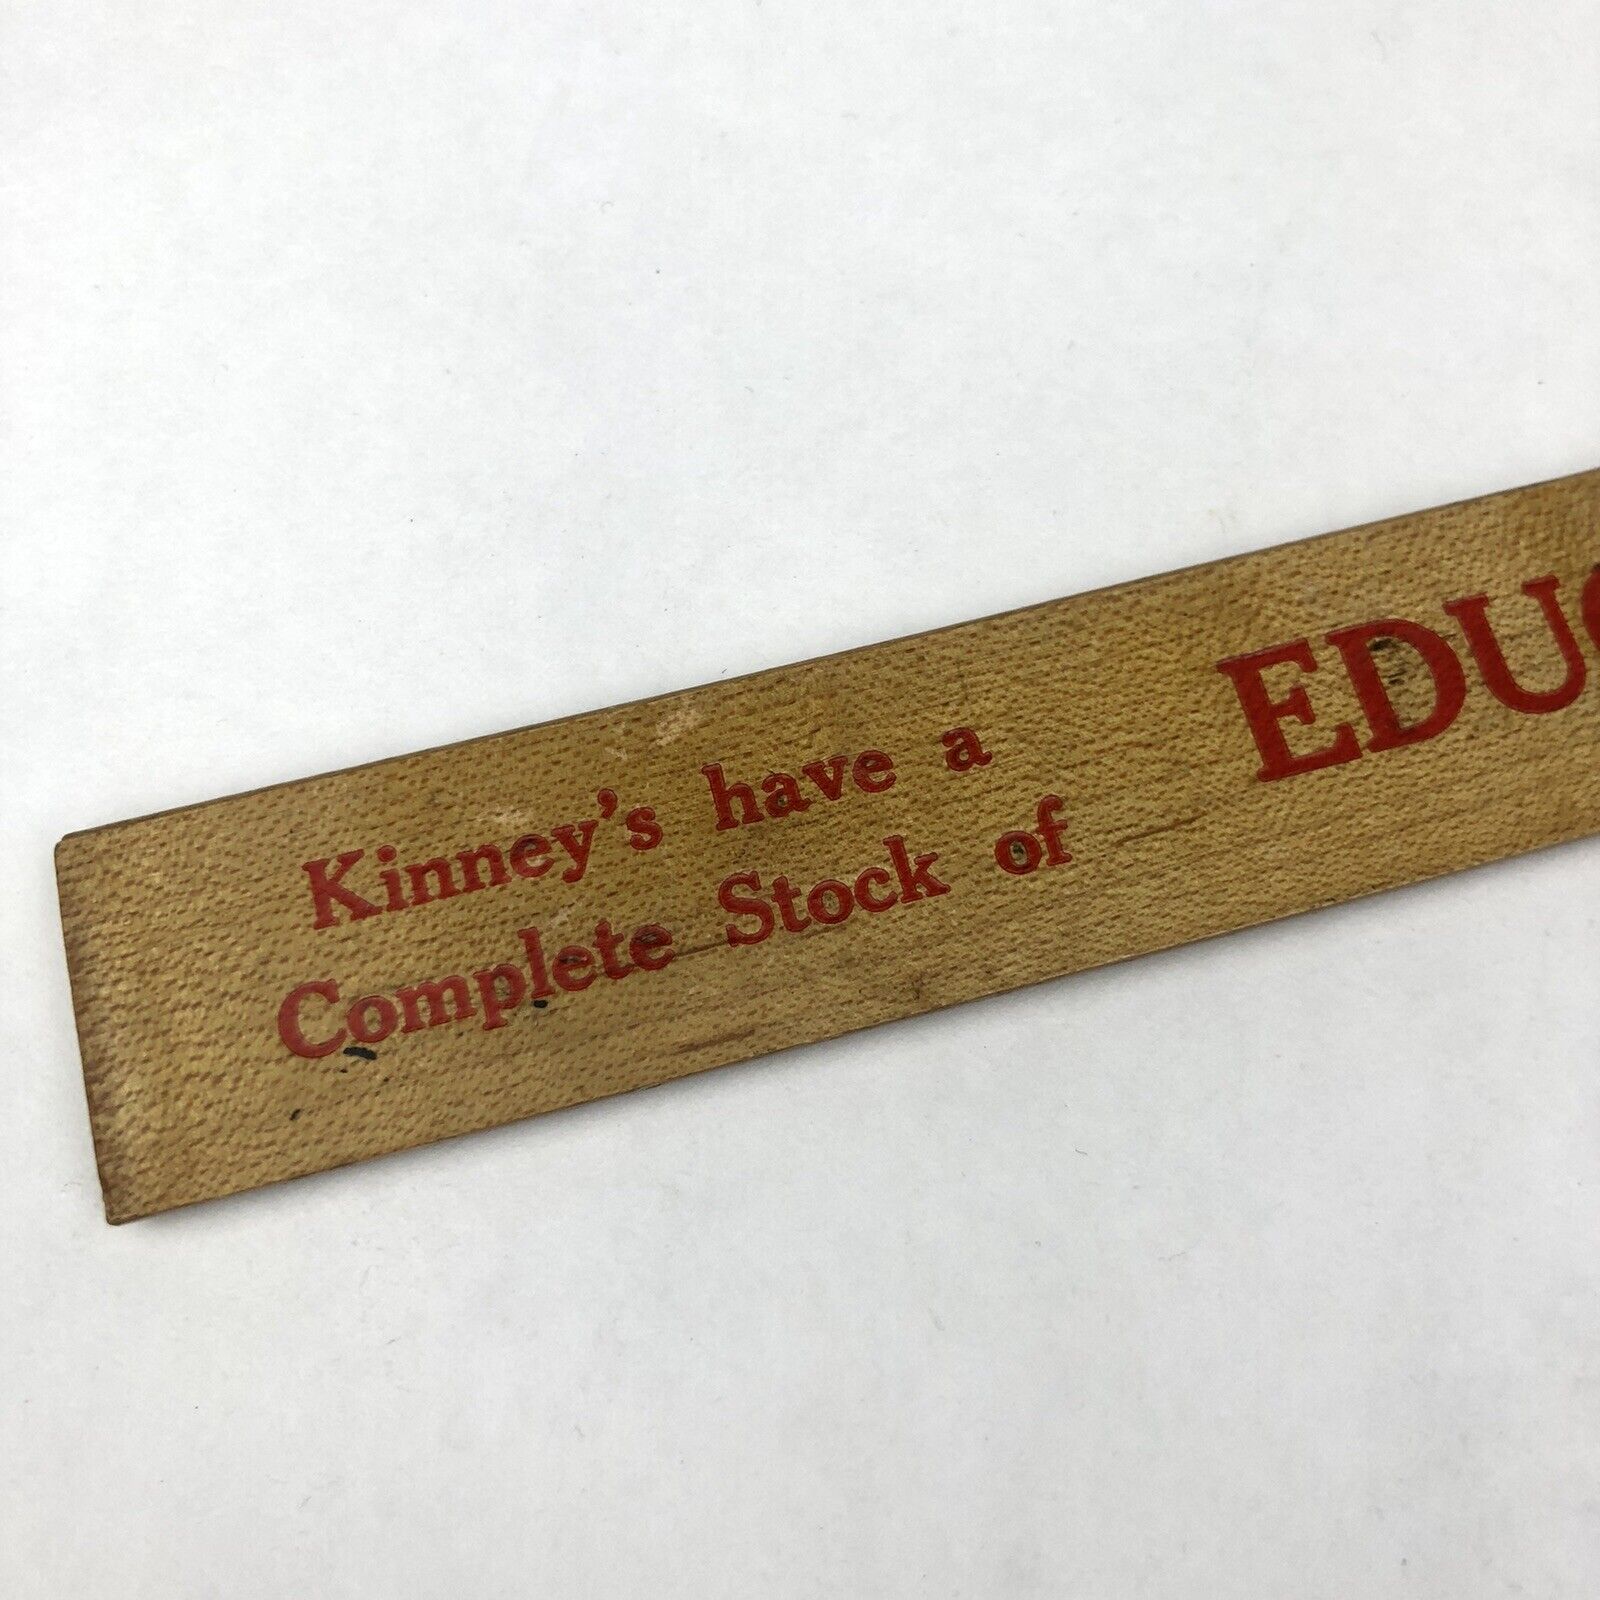 Kinney's have a
Complete Stock of
EDUC